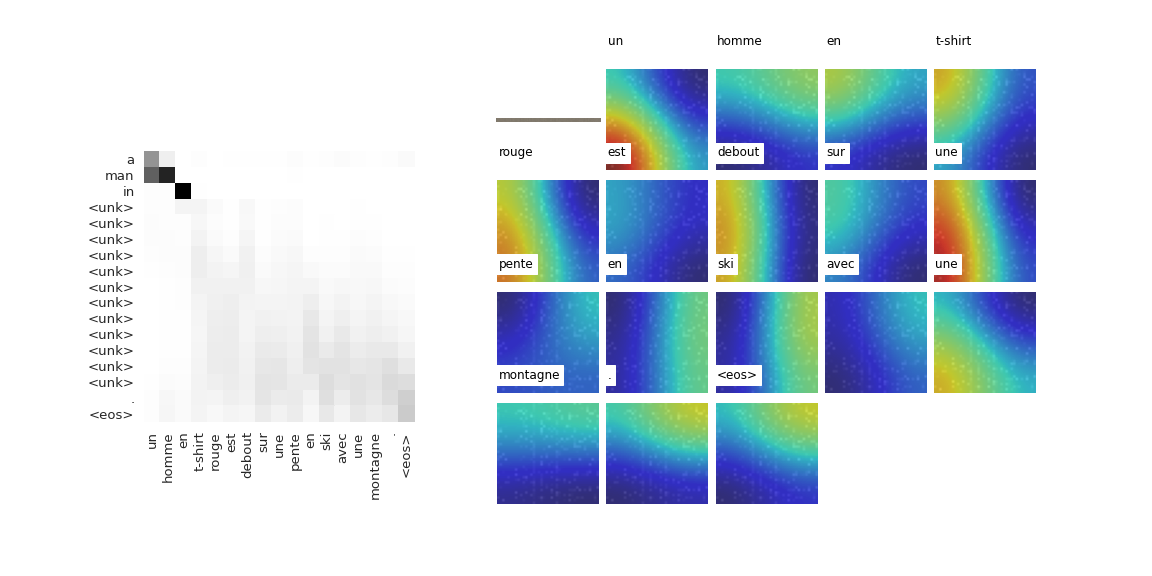 a
man
in
<unk>
<unk>
<unk>
<unk>
<unk>
<unk>
<unk>
<unk>
<unk>
<unk>
<unk>
<unk>
.
<eos>
un homme en t-shirt rouge est debout sur une pente en ski avec une montagne . <eos>
un homme en t-shirt
rouge est debout sur une
pente en ski avec une
montagne . <eos>